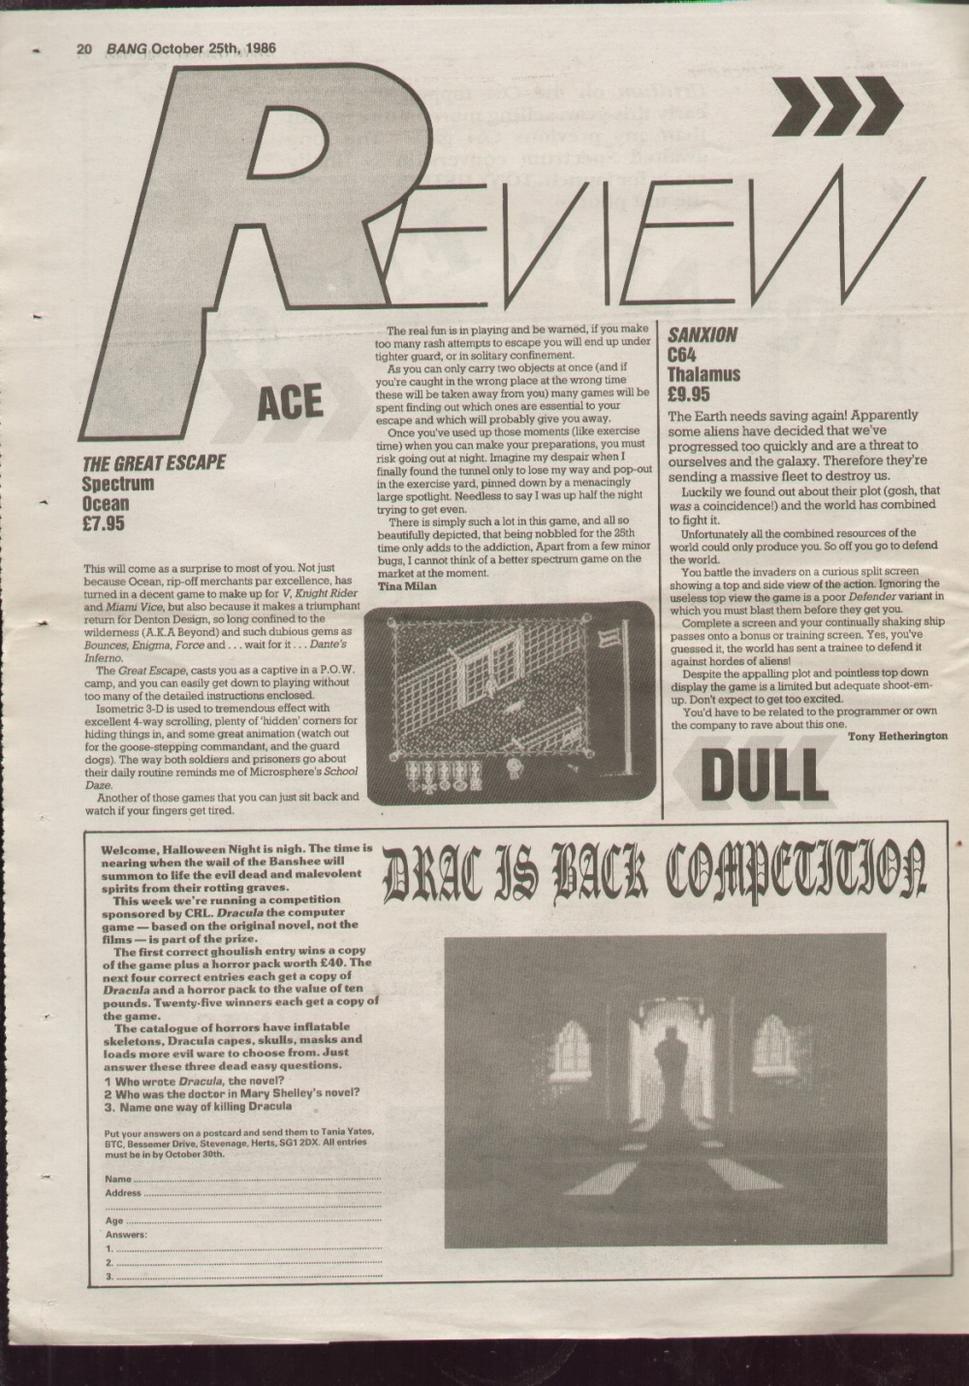 20 BANG October 25th, 1986
REVIEW
ACE
THE GREAT ESCAPE
Spectrum
Ocean
£7.95
This will come as a surprise to most of you. Not just
because Ocean, rip-off merchants par excellence, has
turned in a decent game to make up for V, Knight Rider
and Miami Vice, but also because it makes a triumphant
return for Denton Design, so long confined to the
wilderness (A.K.A Beyond) and such dubious gems as
Bounces, Enigma, Force and . . . wait for it . . . Dante's
Inferno.
The Great Escape, casts you as a captive in a P.O.W.
camp, and you can easily get down to playing without
too many of the detailed instructions enclosed.
Isometric 3-D is used to tremendous effect with
excellent 4-way scrolling, plenty of 'hidden' corners for
hiding things in, and some great animation (watch out
for the goose-stepping commandant, and the guard
dogs). The way both soldiers and prisoners go about
their daily routine reminds me of Microsphere's School
Daze.
Another of those games that you can just sit back and
watch if your fingers get tired.
The real fun is in playing and be warned, if you make
too many rash attempts to escape you will end up under
tighter guard, or in solitary confinement.
As you can only carry two objects at once (and if
you're caught in the wrong place at the wrong time
these will be taken away from you) many games will be
spent finding out which ones are essential to your
escape and which will probably give you away.
Once you've used up those moments (like exercise
time) when you can make your preparations, you must
risk going out at night. Imagine my despair when I
finally found the tunnel only to lose my way and pop-out
in the exercise yard, pinned down by a menacingly
large spotlight. Needless to say I was up half the night
trying to get even.
There is simply such a lot in this game, and all so
beautifully depicted, that being nobbled for the 25th
time only adds to the addiction, Apart from a few minor
bugs, I cannot think of a better spectrum game on the
market at the moment.
Tina Milan
SANXION
C64
Thalamus
£9.95
The Earth needs saving again! Apparently
some aliens have decided that we've
progressed too quickly and are a threat to
ourselves and the galaxy. Therefore they're
sending a massive fleet to destroy us.
Luckily we found out about their plot (gosh, that
was a coincidence!) and the world has combined
to fight it.
Unfortunately all the combined resources of the
world could only produce you. So off you go to defend
the world.
You battle the invaders on a curious split screen
showing a top and side view of the action. Ignoring the
useless top view the game is a poor Defender variant in
which you must blast them before they get you.
Complete a screen and your continually shaking ship
passes onto a bonus or training screen. Yes, you've
guessed it, the world has sent a trainee to defend it
against hordes of aliens!
Despite the appalling plot and pointless top down
display the game is a limited but adequate shoot-em-
up. Don't expect to get too excited.
You'd have to be related to the programmer or own
the company to rave about this one.
Tony Hetherington
DULL
Welcome, Halloween Night is nigh. The time is
nearing when the wail of the Banshee will
summon to life the evil dead and malevolent
spirits from their rotting graves.
This week we're running a competition
sponsored by CRL. Dracula the computer
game — based on the original novel, not the
films — is part of the prize.
The first correct ghoulish entry wins a copy
of the game plus a horror pack worth £40. The
next four correct entries each get a copy of
Dracula and a horror pack to the value of ten
pounds. Twenty-five winners each get a copy of
the game.
The catalogue of horrors have inflatable
skeletons, Dracula capes, skulls, masks and
loads more evil ware to choose from. Just
answer these three dead easy questions.
1 Who wrote Dracula, the novel?
2 Who was the doctor in Mary Shelley's novel?
3. Name one way of killing Dracula
Put your answers on a postcard and send them to Tania Yates,
BTC, Bessemer Drive, Stevenage, Herts, SG1 2DX. All entries
must be in by October 30th.
Name
Address
Age
Answers:
1.
2.
3.
DRAC IS BACK COMPETITION